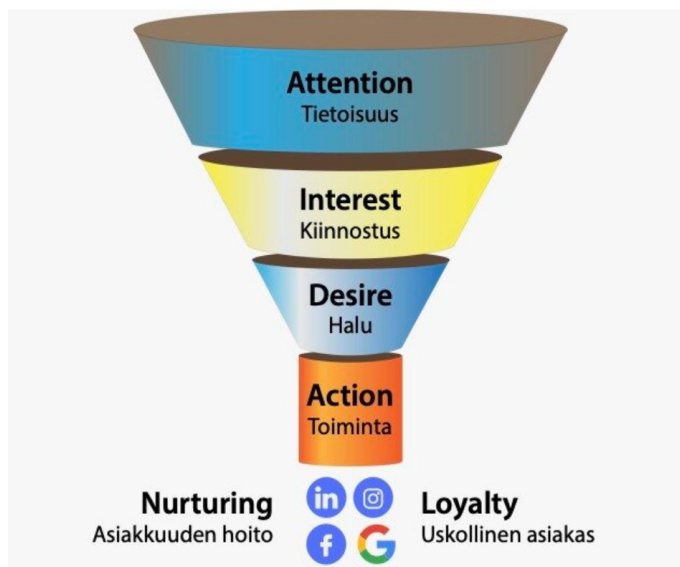 Attention
Tietoisuus
Interest
Kiinnostus
Desire
Halu
Action
Toiminta
Nurturing
Asiakkuuden hoito
in
f
G
Loyalty
Uskollinen asiakas